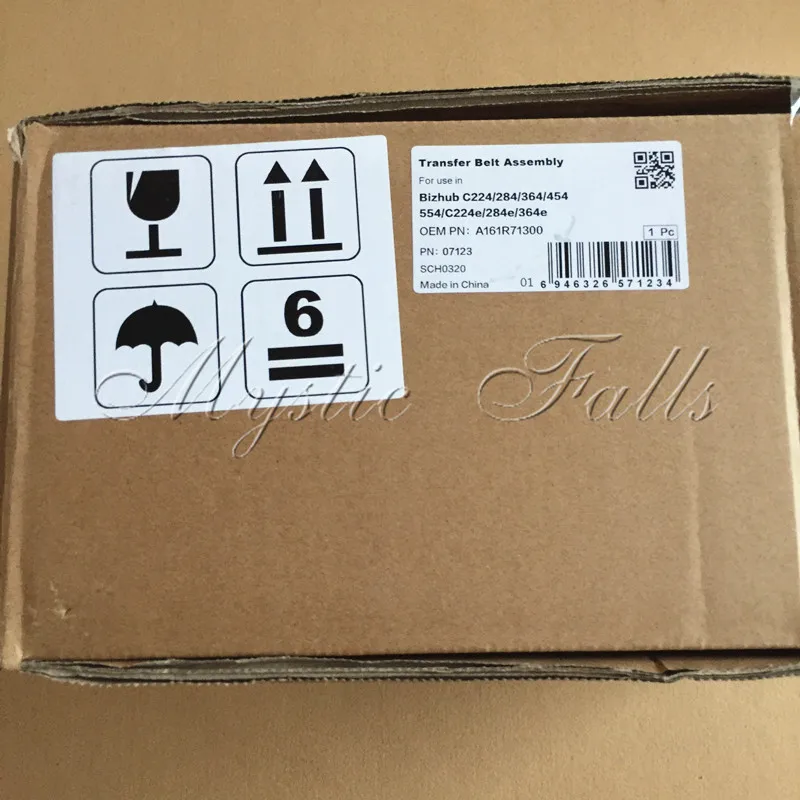 6
Transfer Belt Assembly
For use in
Bizhub C224/284/364/454
554/C224e/284e/364e
OEM PN: A161R71300
1 Pc
PN: 07123
SCH0320
Made in China
01
6 946326 571234
Mystic Falls